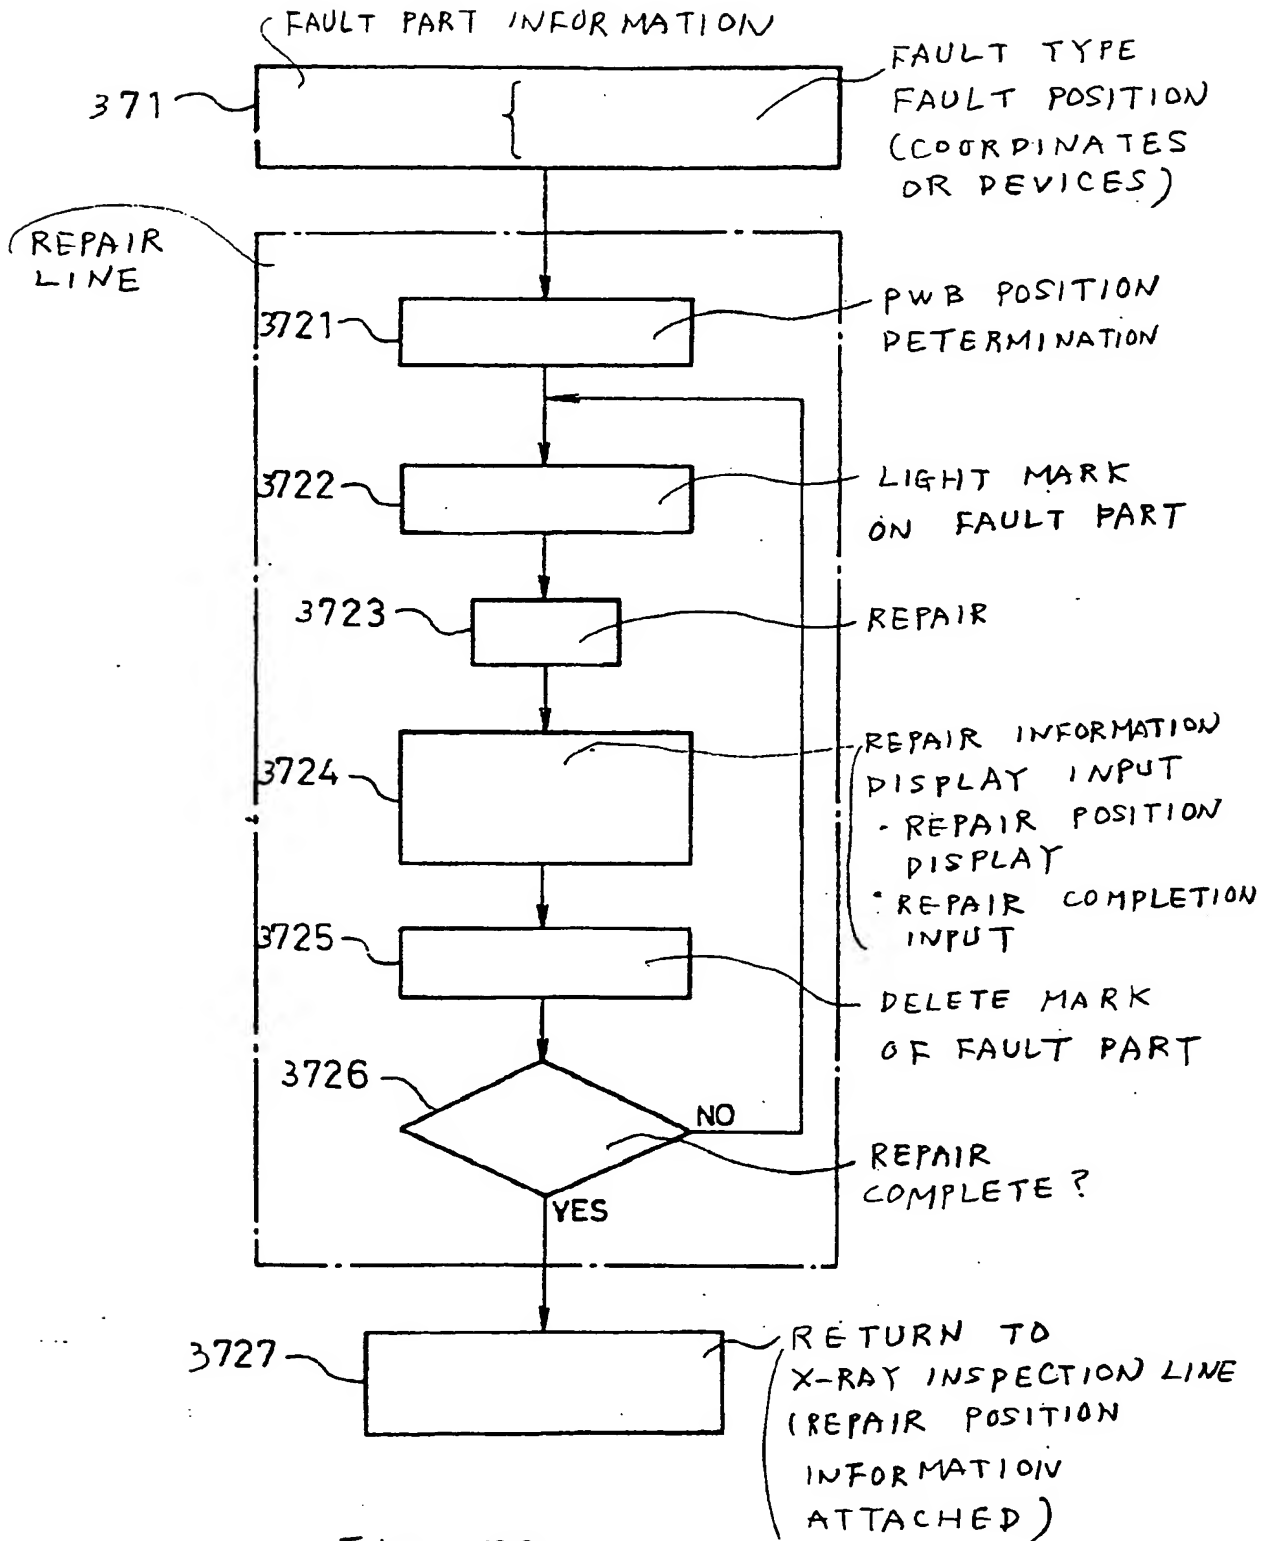 FAULT PART INFORMATION
371
{
FAULT TYPE
FAULT POSITION
(COORDINATES
OR DEVICES)
REPAIR
LINE
3721
PWB POSITION
DETERMINATION
3722
LIGHT MARK
ON FAULT PART
3723
REPAIR
3724
REPAIR INFORMATION
DISPLAY INPUT
· REPAIR POSITION
DISPLAY
· REPAIR COMPLETION
INPUT
3725
DELETE MARK
OF FAULT PART
3726
NO
REPAIR
COMPLETE?
YES
3727
RETURN TO
X-RAY INSPECTION LINE
(REPAIR POSITION
INFORMATION
ATTACHED)